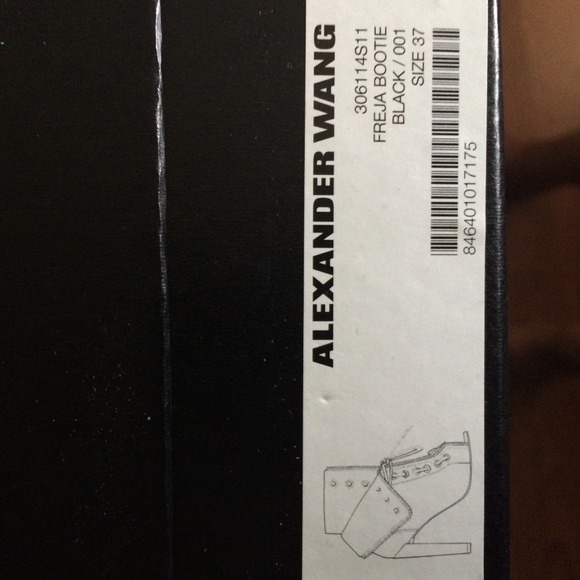 ALEXANDER WANG
306114S11
FREJA BOOTIE
BLACK / 001
SIZE 37
846401017175